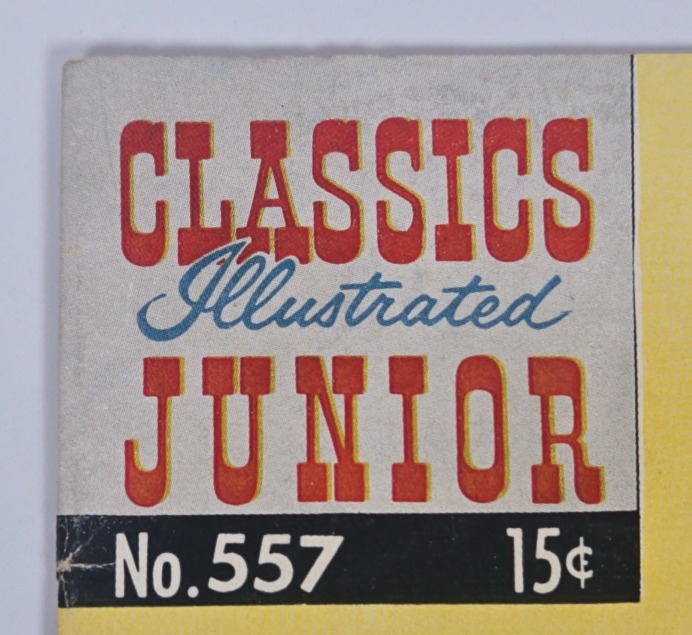 CLASSICS
Illustrated
JUNIOR
No. 557 15¢